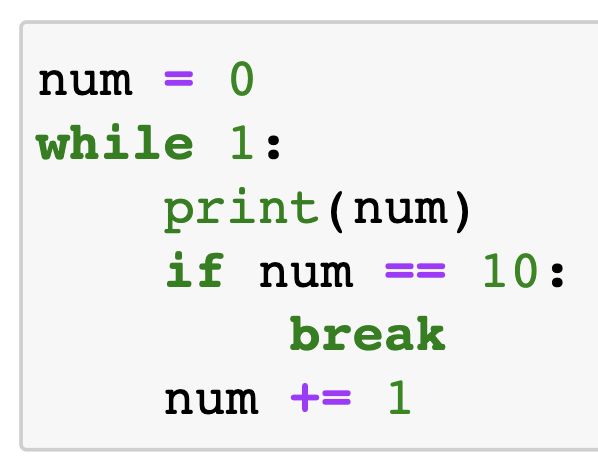 num = 0
while 1:
    print(num)
    if num == 10:
        break
    num += 1